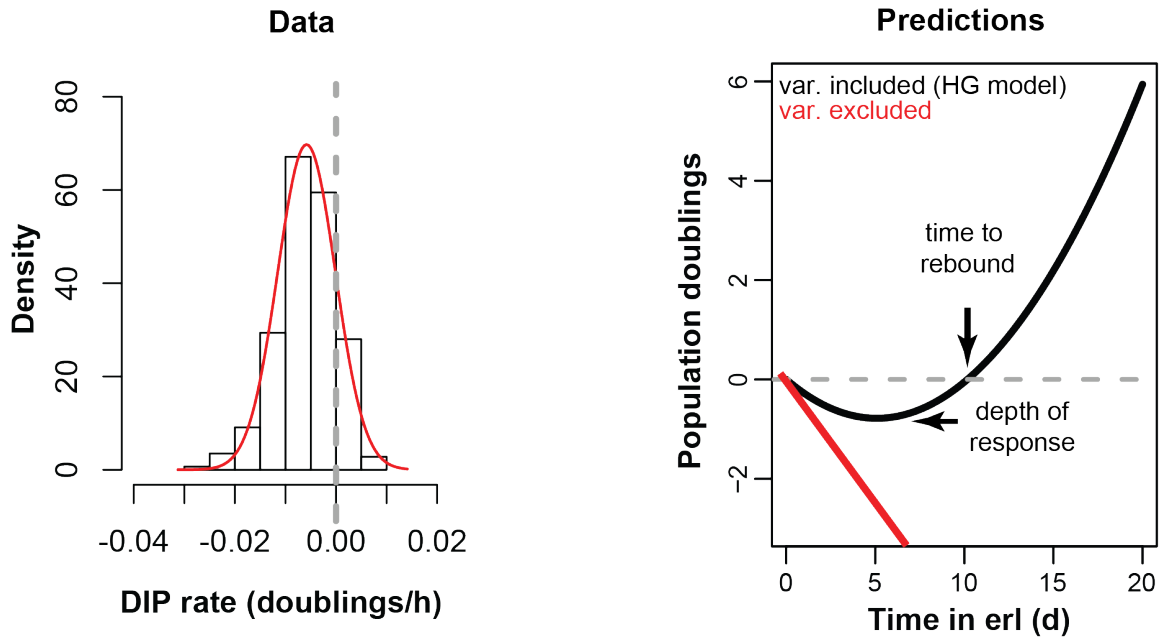 Data
Density
80
60
40
20
0
-0.04
-0.02
0.00
0.02
DIP rate (doublings/h)
Predictions
var. included (HG model)
var. excluded
Population doublings
6
4
2
0
−2
time to
rebound
depth of
response
0
5
10
15
20
Time in erl (d)